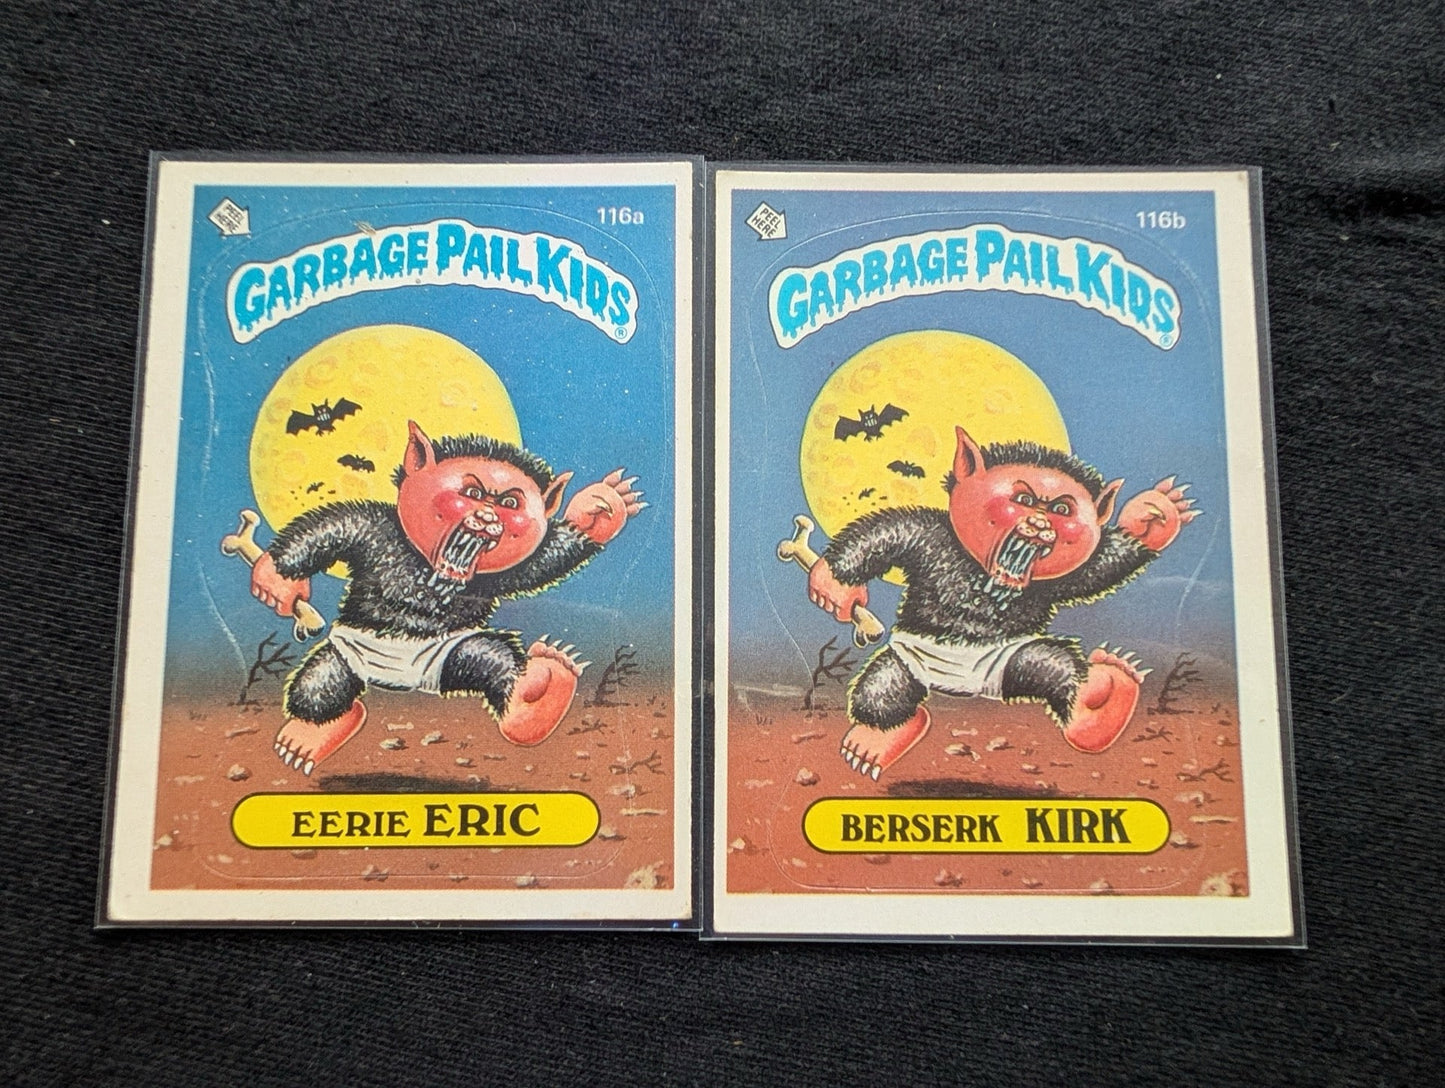 PEEL
HERE
116a
GARBAGE PAIL KIDS
®
EERIE ERIC
PEEL
HERE
116b
GARBAGE PAIL KIDS
®
BERSERK KIRK